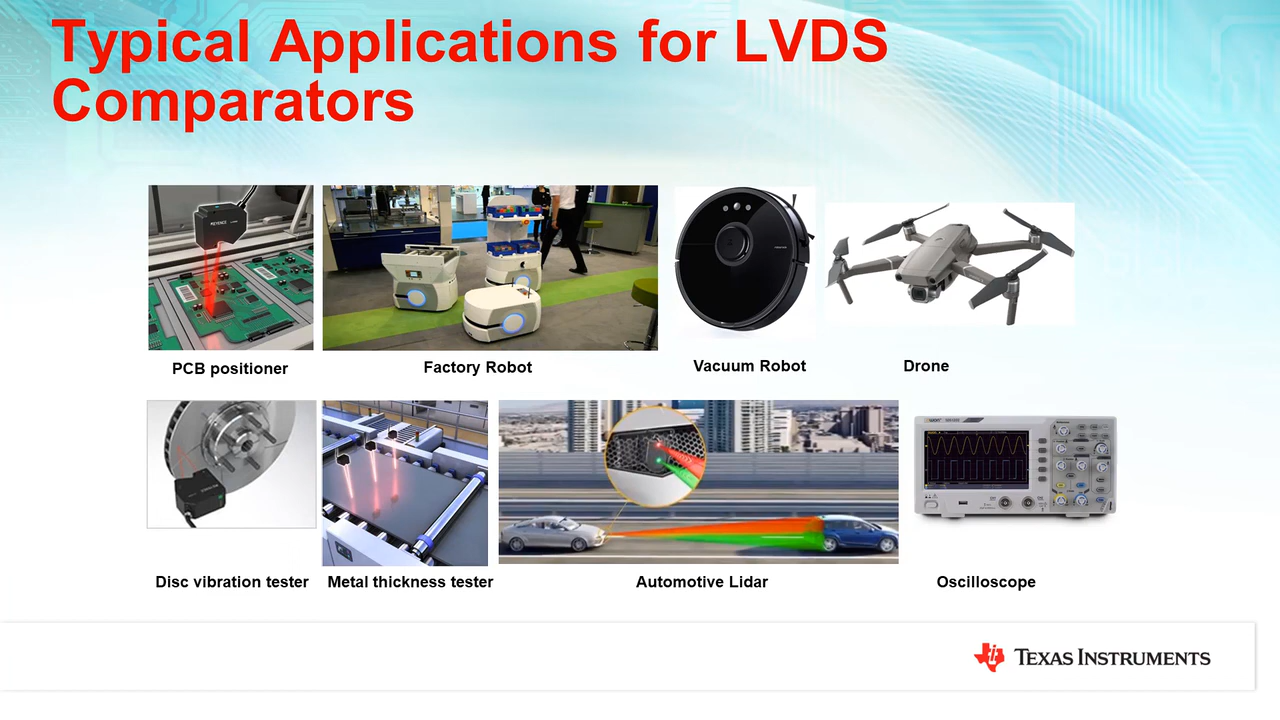 Typical Applications for LVDS
Comparators
KEYENCE
PCB positioner
Factory Robot
Vacuum Robot
Drone
Disc vibration tester
Metal thickness tester
Automotive Lidar
Oscilloscope
TEXAS INSTRUMENTS